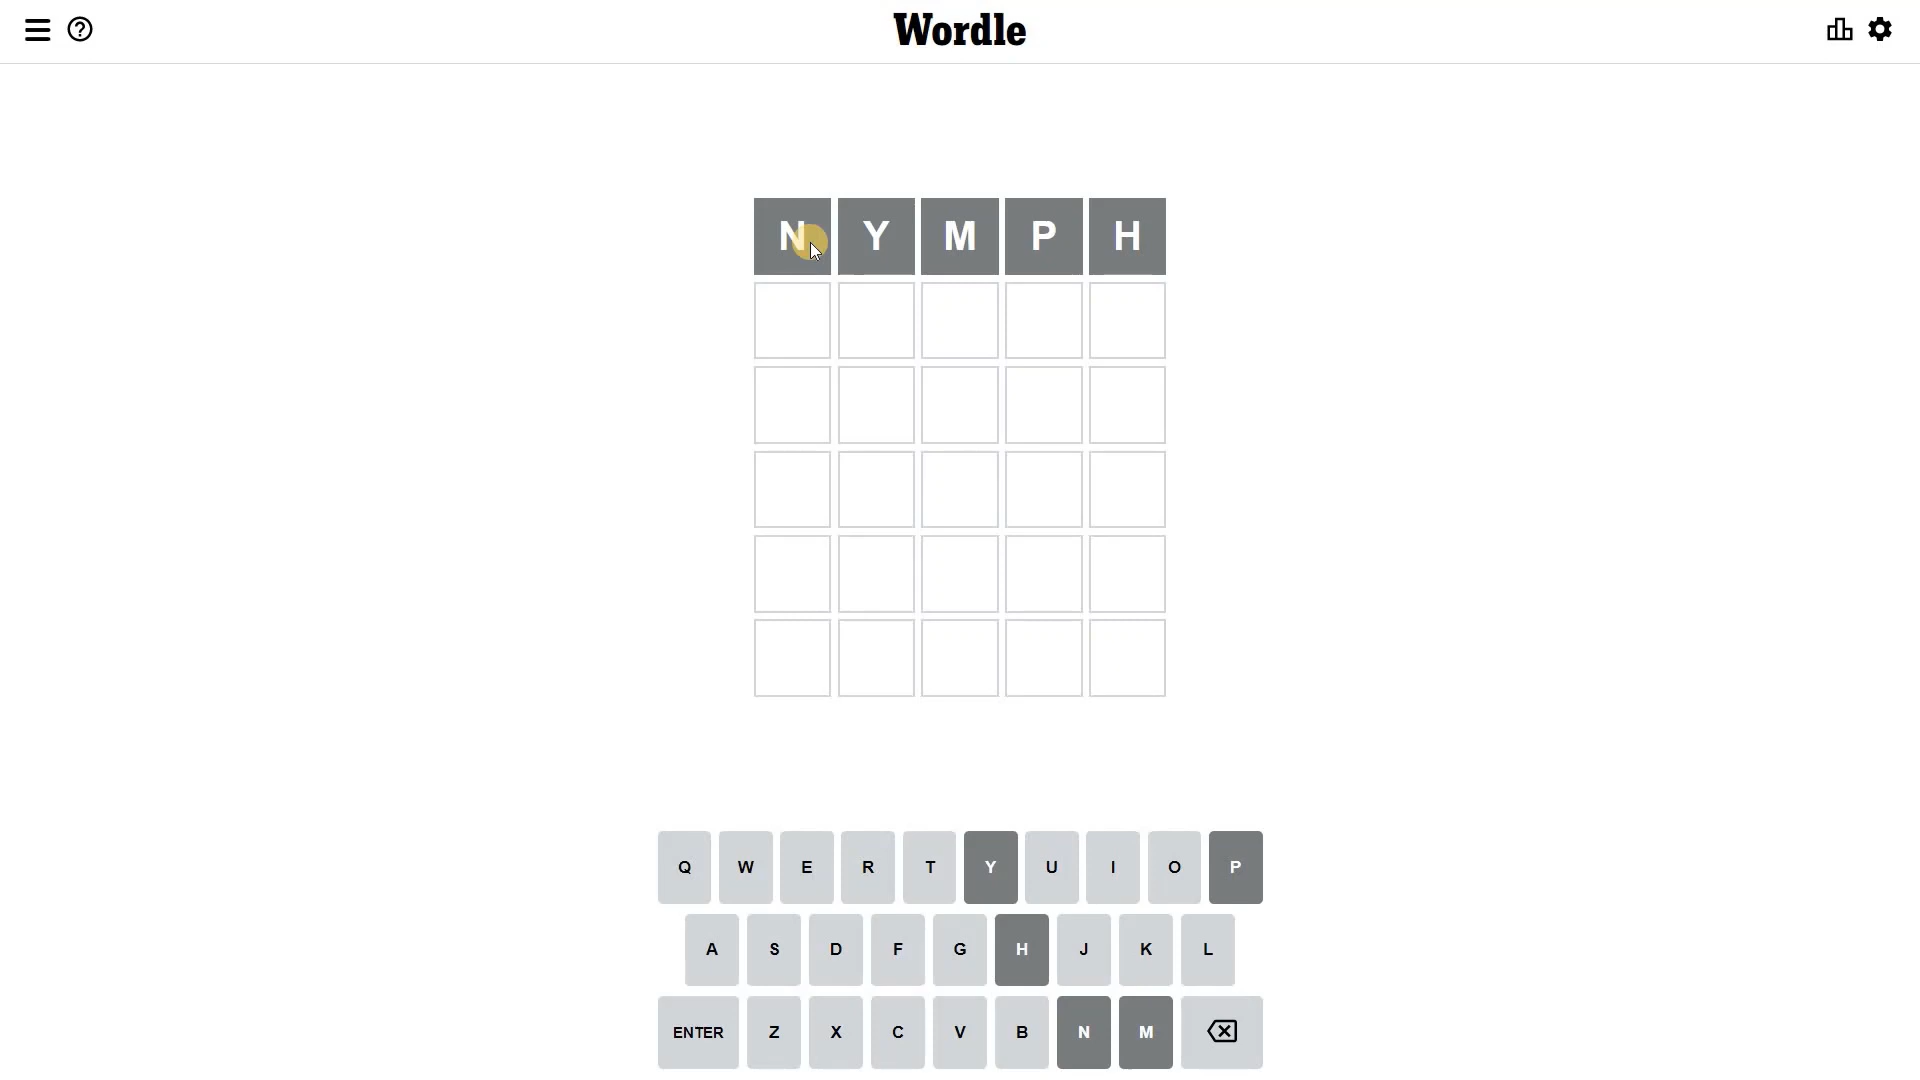 Wordle
N Y M P H
Q W E R T Y U I O P
A S D F G H J K L
ENTER Z X C V B N M